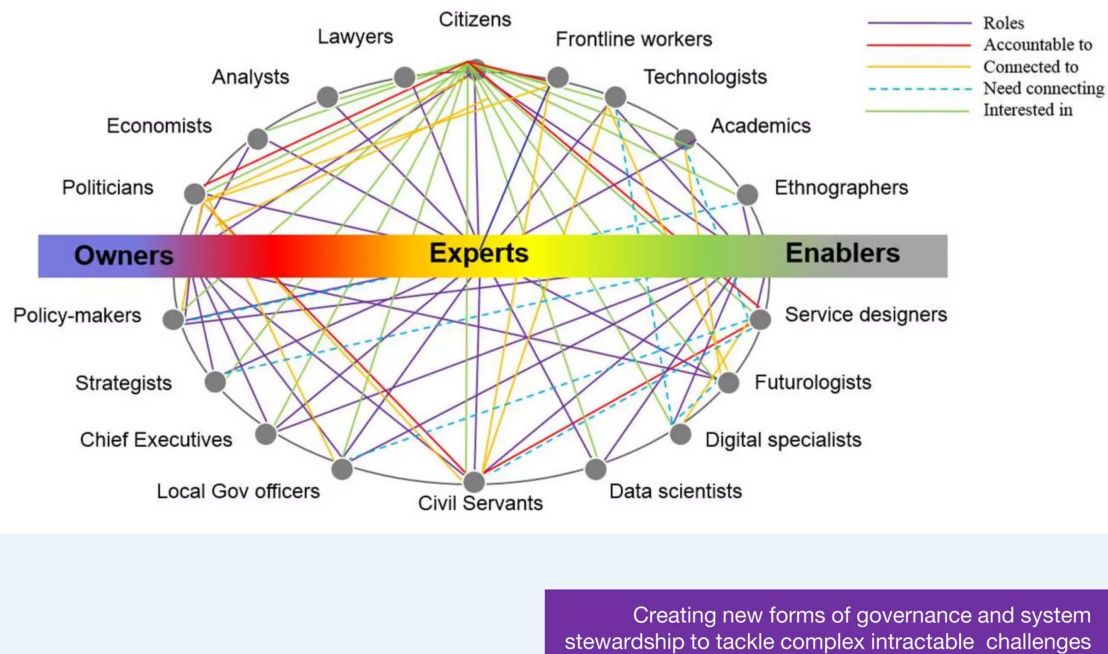 Citizens
Lawyers
Frontline workers
Analysts
Technologists
Economists
Academics
Politicians
Ethnographers
Roles
Accountable to
Connected to
Need connecting
Interested in
Owners
Experts
Enablers
Policy-makers
Service designers
Strategists
Futurologists
Chief Executives
Digital specialists
Local Gov officers
Data scientists
Civil Servants
Creating new forms of governance and system
stewardship to tackle complex intractable challenges